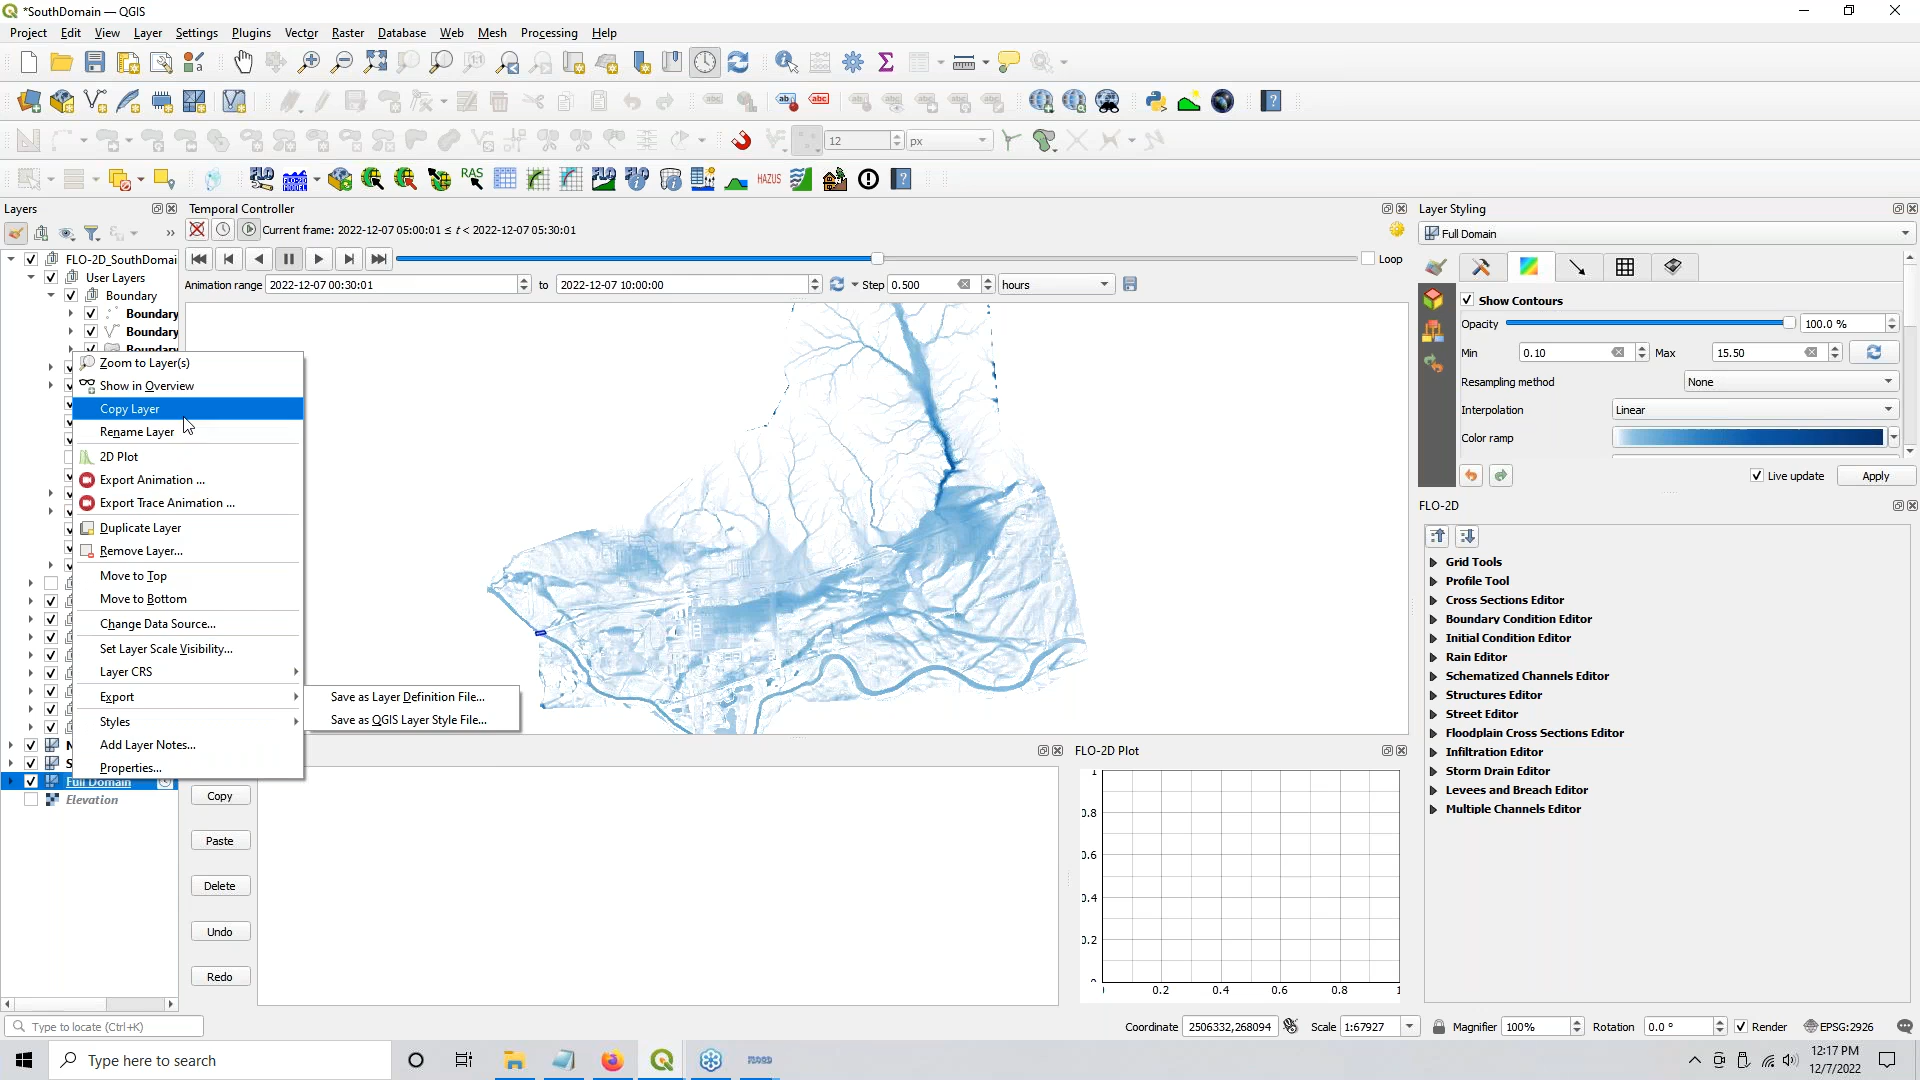 *SouthDomain — QGIS
Project Edit View Layer Settings Plugins Vector Raster Database Web Mesh Processing Help
12 px
RAS HAZUS
Layers
Temporal Controller
Layer Styling
Current frame: 2022-12-07 05:00:01 ≤ t < 2022-12-07 05:30:01
Full Domain
Loop
Animation range 2022-12-07 00:30:01 to 2022-12-07 10:00:00 Step 0.500 hours
FLO-2D_SouthDomai
User Layers
Boundary
Boundary
Boundary
Boundary
Zoom to Layer(s)
Show in Overview
Copy Layer
Rename Layer
2D Plot
Export Animation ...
Export Trace Animation ...
Duplicate Layer
Remove Layer...
Move to Top
Move to Bottom
Change Data Source...
Set Layer Scale Visibility...
Layer CRS
Export
Styles
Add Layer Notes...
Properties...
Save as Layer Definition File...
Save as QGIS Layer Style File...
Full Domain
Elevation
Show Contours
Opacity 100.0 %
Min 0.10 Max 15.50
Resampling method None
Interpolation Linear
Color ramp
Live update Apply
FLO-2D
Grid Tools
Profile Tool
Cross Sections Editor
Boundary Condition Editor
Initial Condition Editor
Rain Editor
Schematized Channels Editor
Structures Editor
Street Editor
Floodplain Cross Sections Editor
Infiltration Editor
Storm Drain Editor
Levees and Breach Editor
Multiple Channels Editor
Copy
Paste
Delete
Undo
Redo
FLO-2D Plot
1
0.8
0.6
0.4
0.2
0.2 0.4 0.6 0.8 1
Type to locate (Ctrl+K)
Coordinate 2506332,268094 Scale 1:67927 Magnifier 100% Rotation 0.0 ° Render EPSG:2926
Type here to search
12:17 PM
12/7/2022